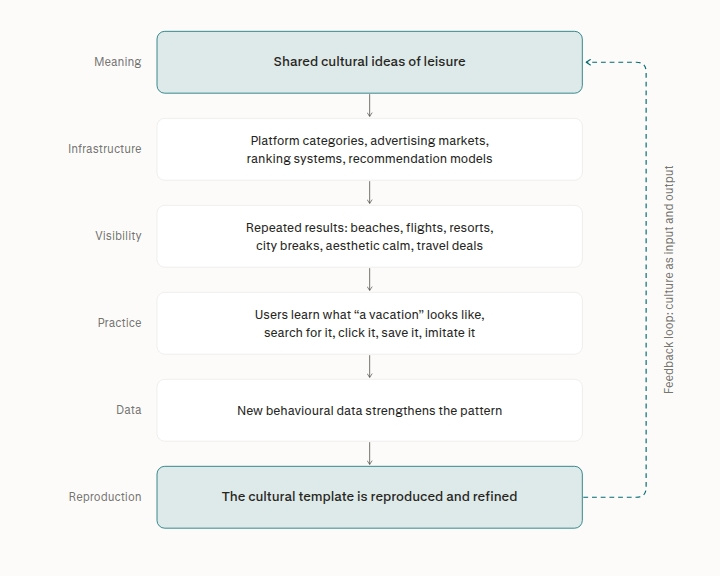 Meaning
Shared cultural ideas of leisure
Infrastructure
Platform categories, advertising markets,
ranking systems, recommendation models
Visibility
Repeated results: beaches, flights, resorts,
city breaks, aesthetic calm, travel deals
Practice
Users learn what “a vacation” looks like,
search for it, click it, save it, imitate it
Data
New behavioural data strengthens the pattern
Reproduction
The cultural template is reproduced and refined
Feedback loop: culture as input and output